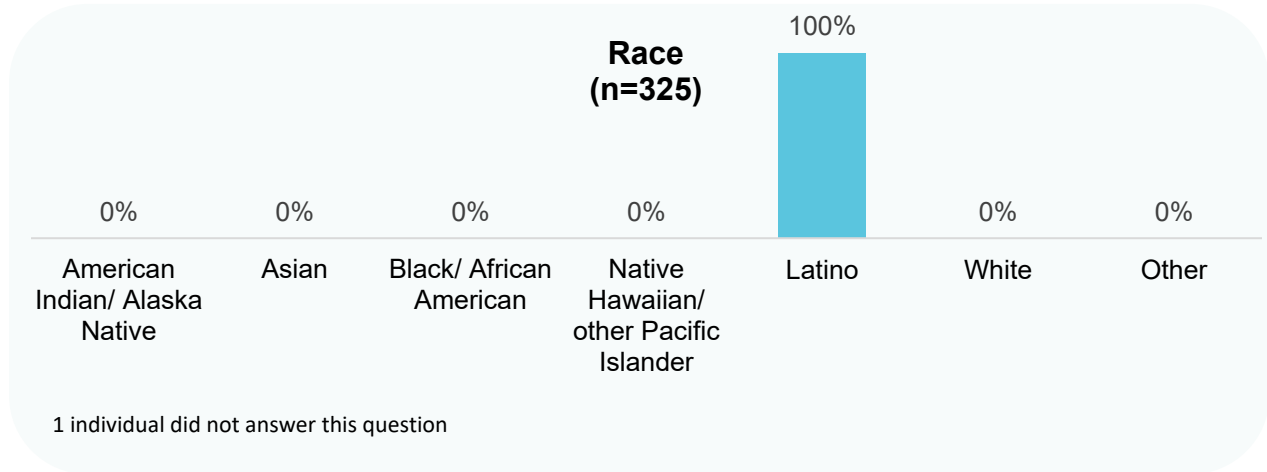 Race
(n=325)
100%
0%
0%
0%
0%
0%
0%
American
Indian/ Alaska
Native
Asian
Black/ African
American
Native
Hawaiian/
other Pacific
Islander
Latino
White
Other
1 individual did not answer this question